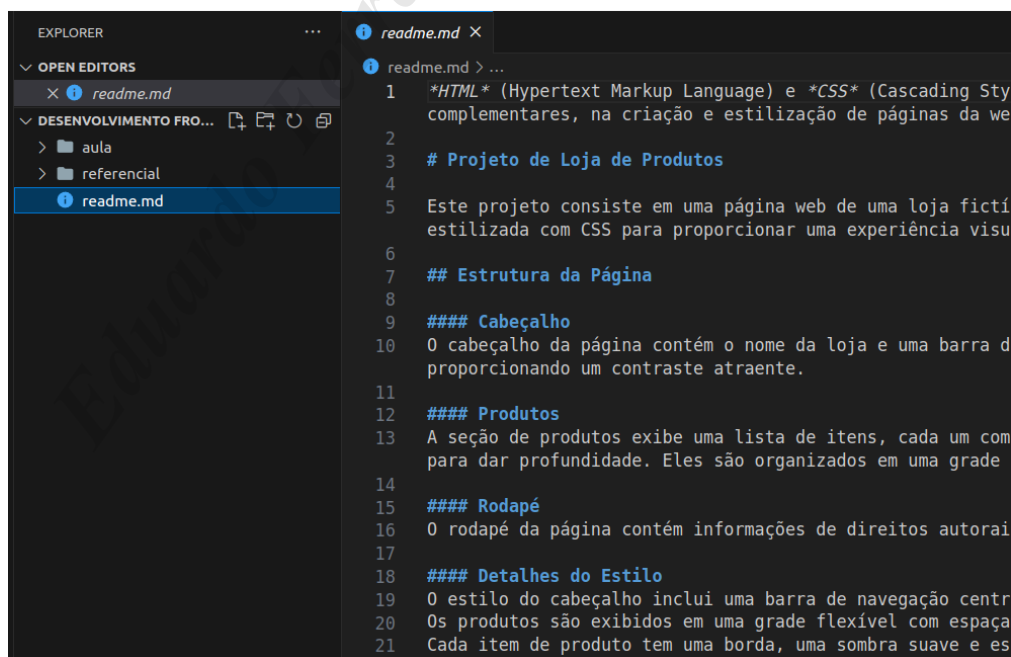 EXPLORER
OPEN EDITORS
readme.md
DESENVOLVIMENTO FRO...
aula
referencial
readme.md
readme.md
readme.md > ...
1 *HTML* (Hypertext Markup Language) e *CSS* (Cascading Sty
complementares, na criação e estilização de páginas da we
2
3 # Projeto de Loja de Produtos
4
5 Este projeto consiste em uma página web de uma loja fictí
estilizada com CSS para proporcionar uma experiência visu
6
7 ## Estrutura da Página
8
9 #### Cabeçalho
10 O cabeçalho da página contém o nome da loja e uma barra d
proporcionando um contraste atraente.
11
12 #### Produtos
13 A seção de produtos exibe uma lista de itens, cada um com
para dar profundidade. Eles são organizados em uma grade
14
15 #### Rodapé
16 O rodapé da página contém informações de direitos autorai
17
18 #### Detalhes do Estilo
19 O estilo do cabeçalho inclui uma barra de navegação centr
20 Os produtos são exibidos em uma grade flexível com espaça
21 Cada item de produto tem uma borda, uma sombra suave e es
Eduardo